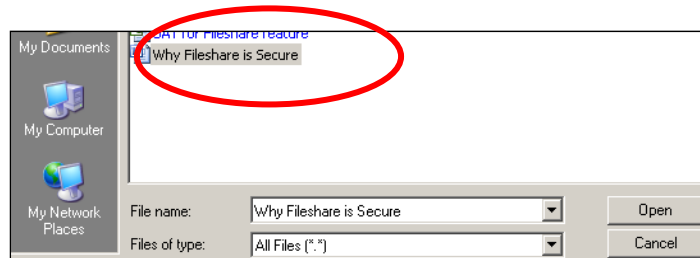 UAT for Fileshare feature
My Documents
Why Fileshare is Secure
My Computer
My Network
Places
File name:
Why Fileshare is Secure
Open
Files of type:
All Files (*.*)
Cancel